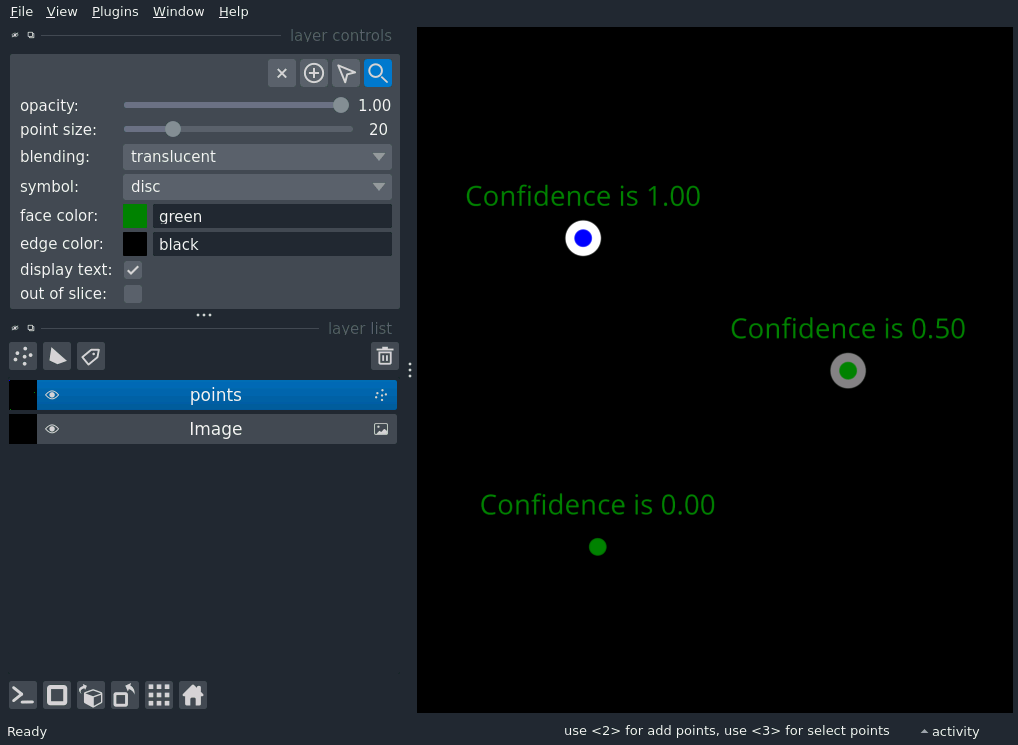 File View Plugins Window Help
layer controls
opacity: 1.00
point size: 20
blending: translucent
symbol: disc
face color: green
edge color: black
display text:
out of slice:
layer list
points
Image
Confidence is 1.00
Confidence is 0.50
Confidence is 0.00
Ready
use <2> for add points, use <3> for select points
activity